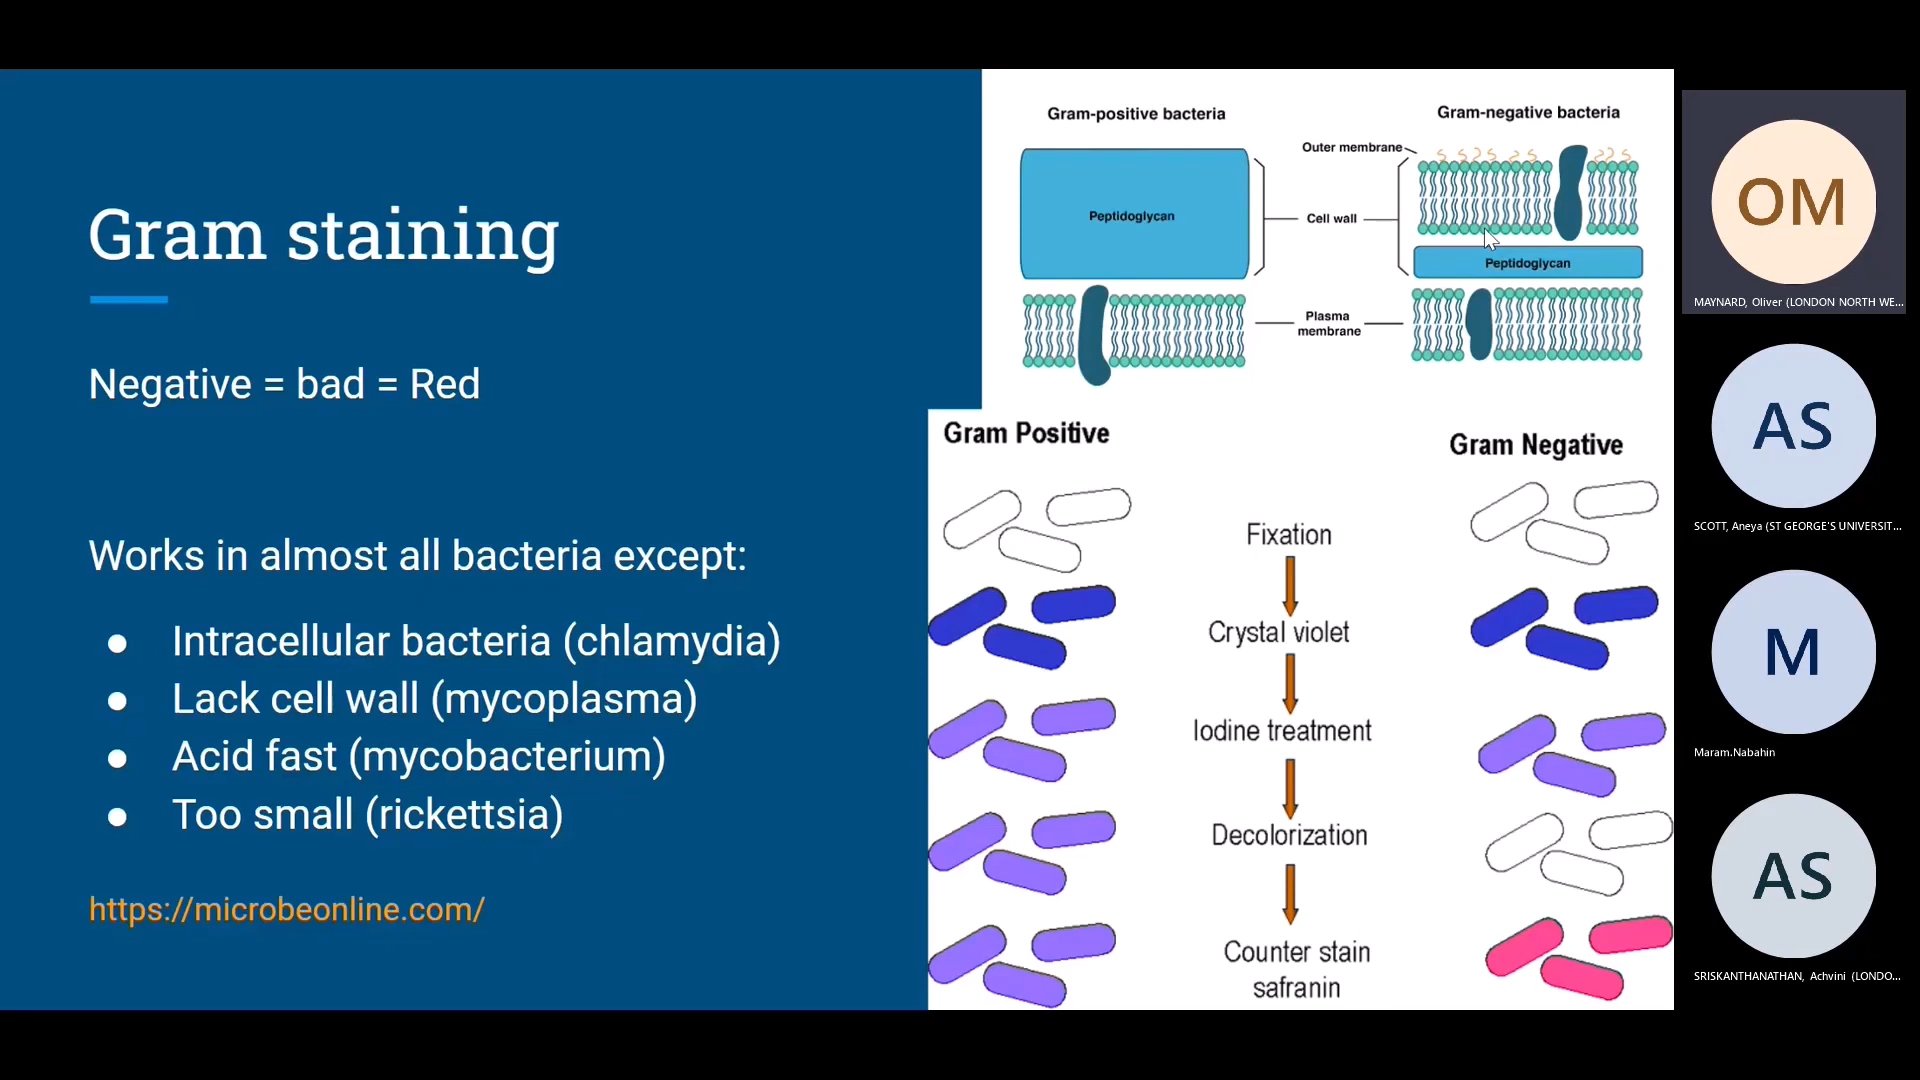 Gram staining
Negative = bad = Red
Works in almost all bacteria except:
● Intracellular bacteria (chlamydia)
● Lack cell wall (mycoplasma)
● Acid fast (mycobacterium)
● Too small (rickettsia)
https://microbeonline.com/
Gram-positive bacteria
Gram-negative bacteria
Outer membrane
Peptidoglycan
Cell wall
Peptidoglycan
Plasma
membrane
Gram Positive
Gram Negative
Fixation
Crystal violet
Iodine treatment
Decolorization
Counter stain
safranin
OM
MAYNARD, Oliver (LONDON NORTH WE...
AS
SCOTT, Aneya (ST GEORGE'S UNIVERSIT...
M
Maram.Nabahin
AS
SRISKANTHANATHAN, Achvini (LONDO...